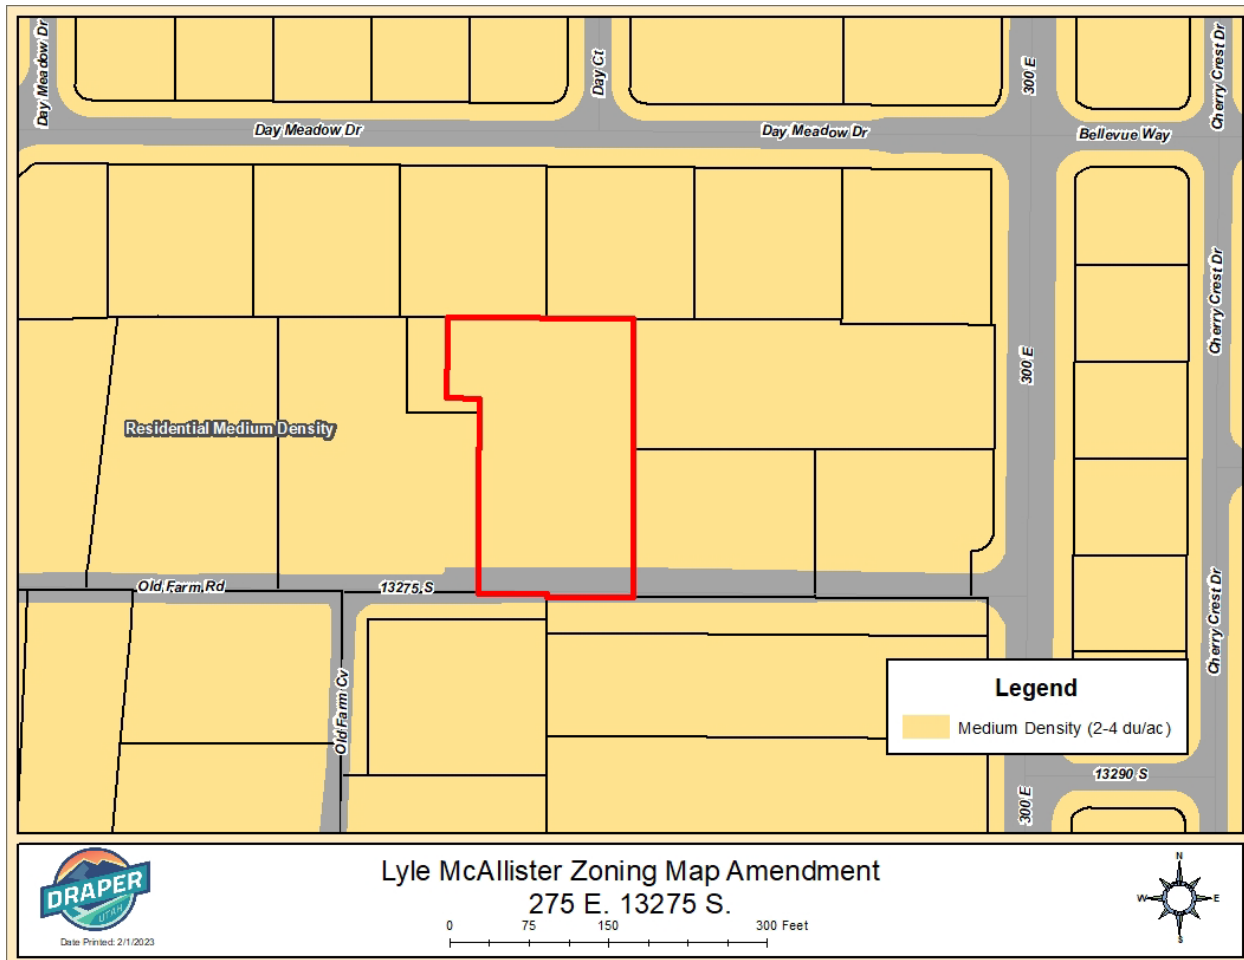 Day Meadow Dr
Day Ct
300 E
Cherry Crest Dr
Day Meadow Dr
Day Meadow Dr
Bellevue Way
Cherry Crest Dr
300 E
Residential Medium Density
Old Farm Rd
13275 S
Cherry Crest Dr
Old Farm Cv
Legend
Medium Density (2-4 du/ac)
13290 S
300 E
DRAPER
UTAH
Date Printed: 2/1/2023
Lyle McAllister Zoning Map Amendment
275 E. 13275 S.
0 75 150 300 Feet
N
W E
S